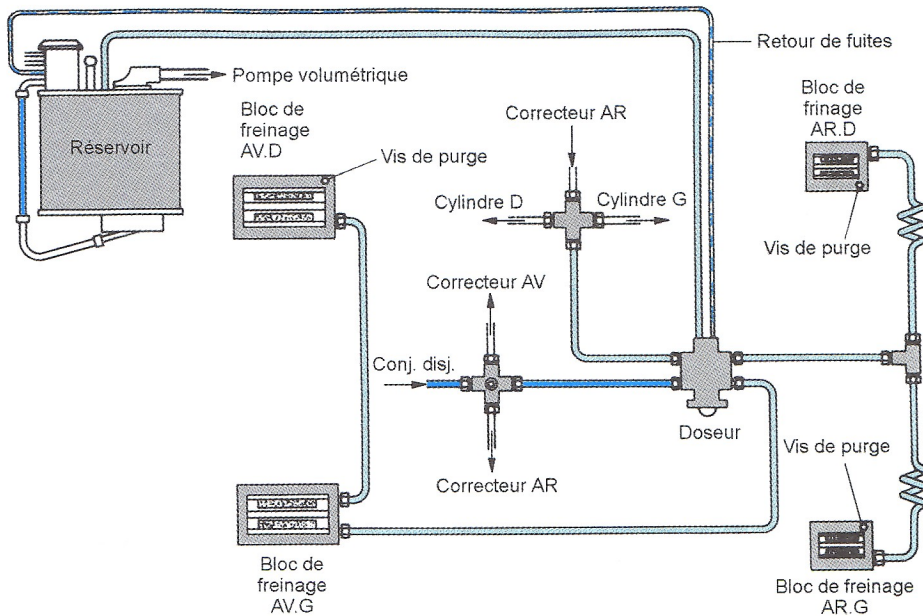 Retour de fuites
Pompe volumétrique
Réservoir
Bloc de
freinage
AV.D
Vis de purge
Correcteur AR
Cylindre D
Cylindre G
Bloc de
frinage
AR.D
Vis de purge
Correcteur AV
Conj. disj.
Correcteur AR
Doseur
Vis de purge
Bloc de
freinage
AV.G
Bloc de freinage
AR.G